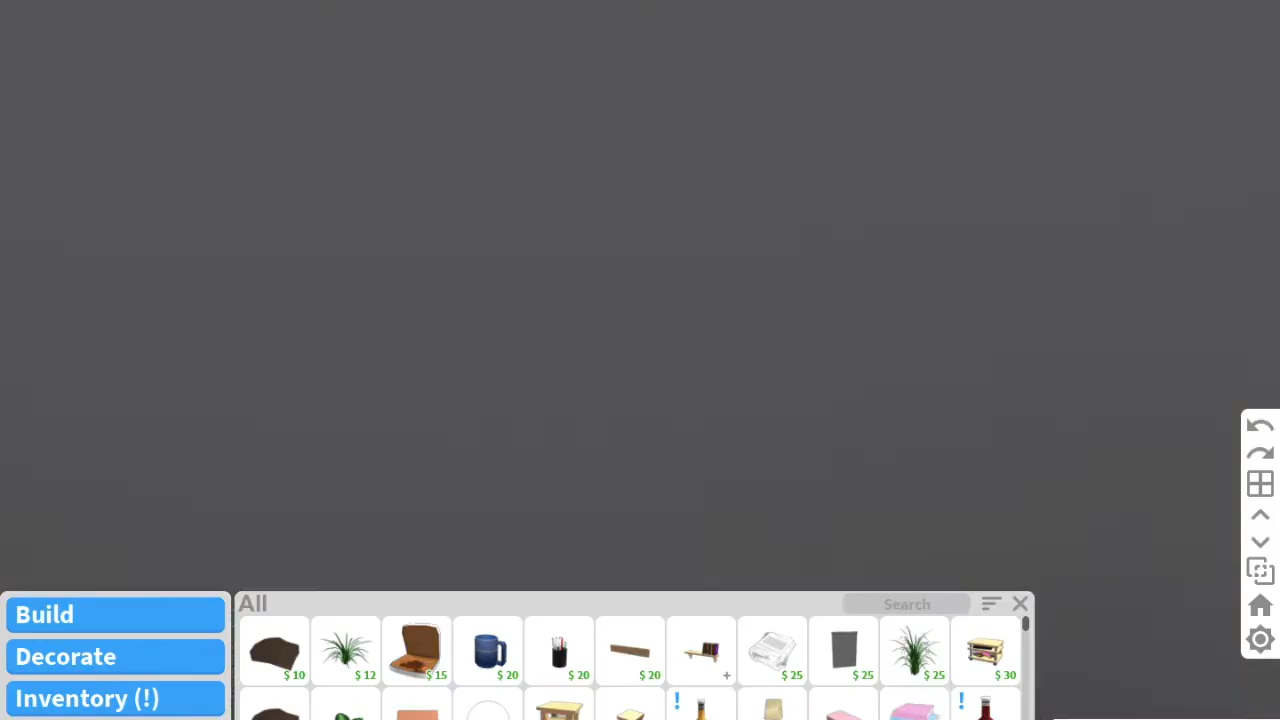 All
Search
Build
Decorate
Inventory (!)
$ 10
$ 12
$ 15
$ 20
$ 20
$ 20
+
$ 25
$ 25
$ 25
$ 30
!
!